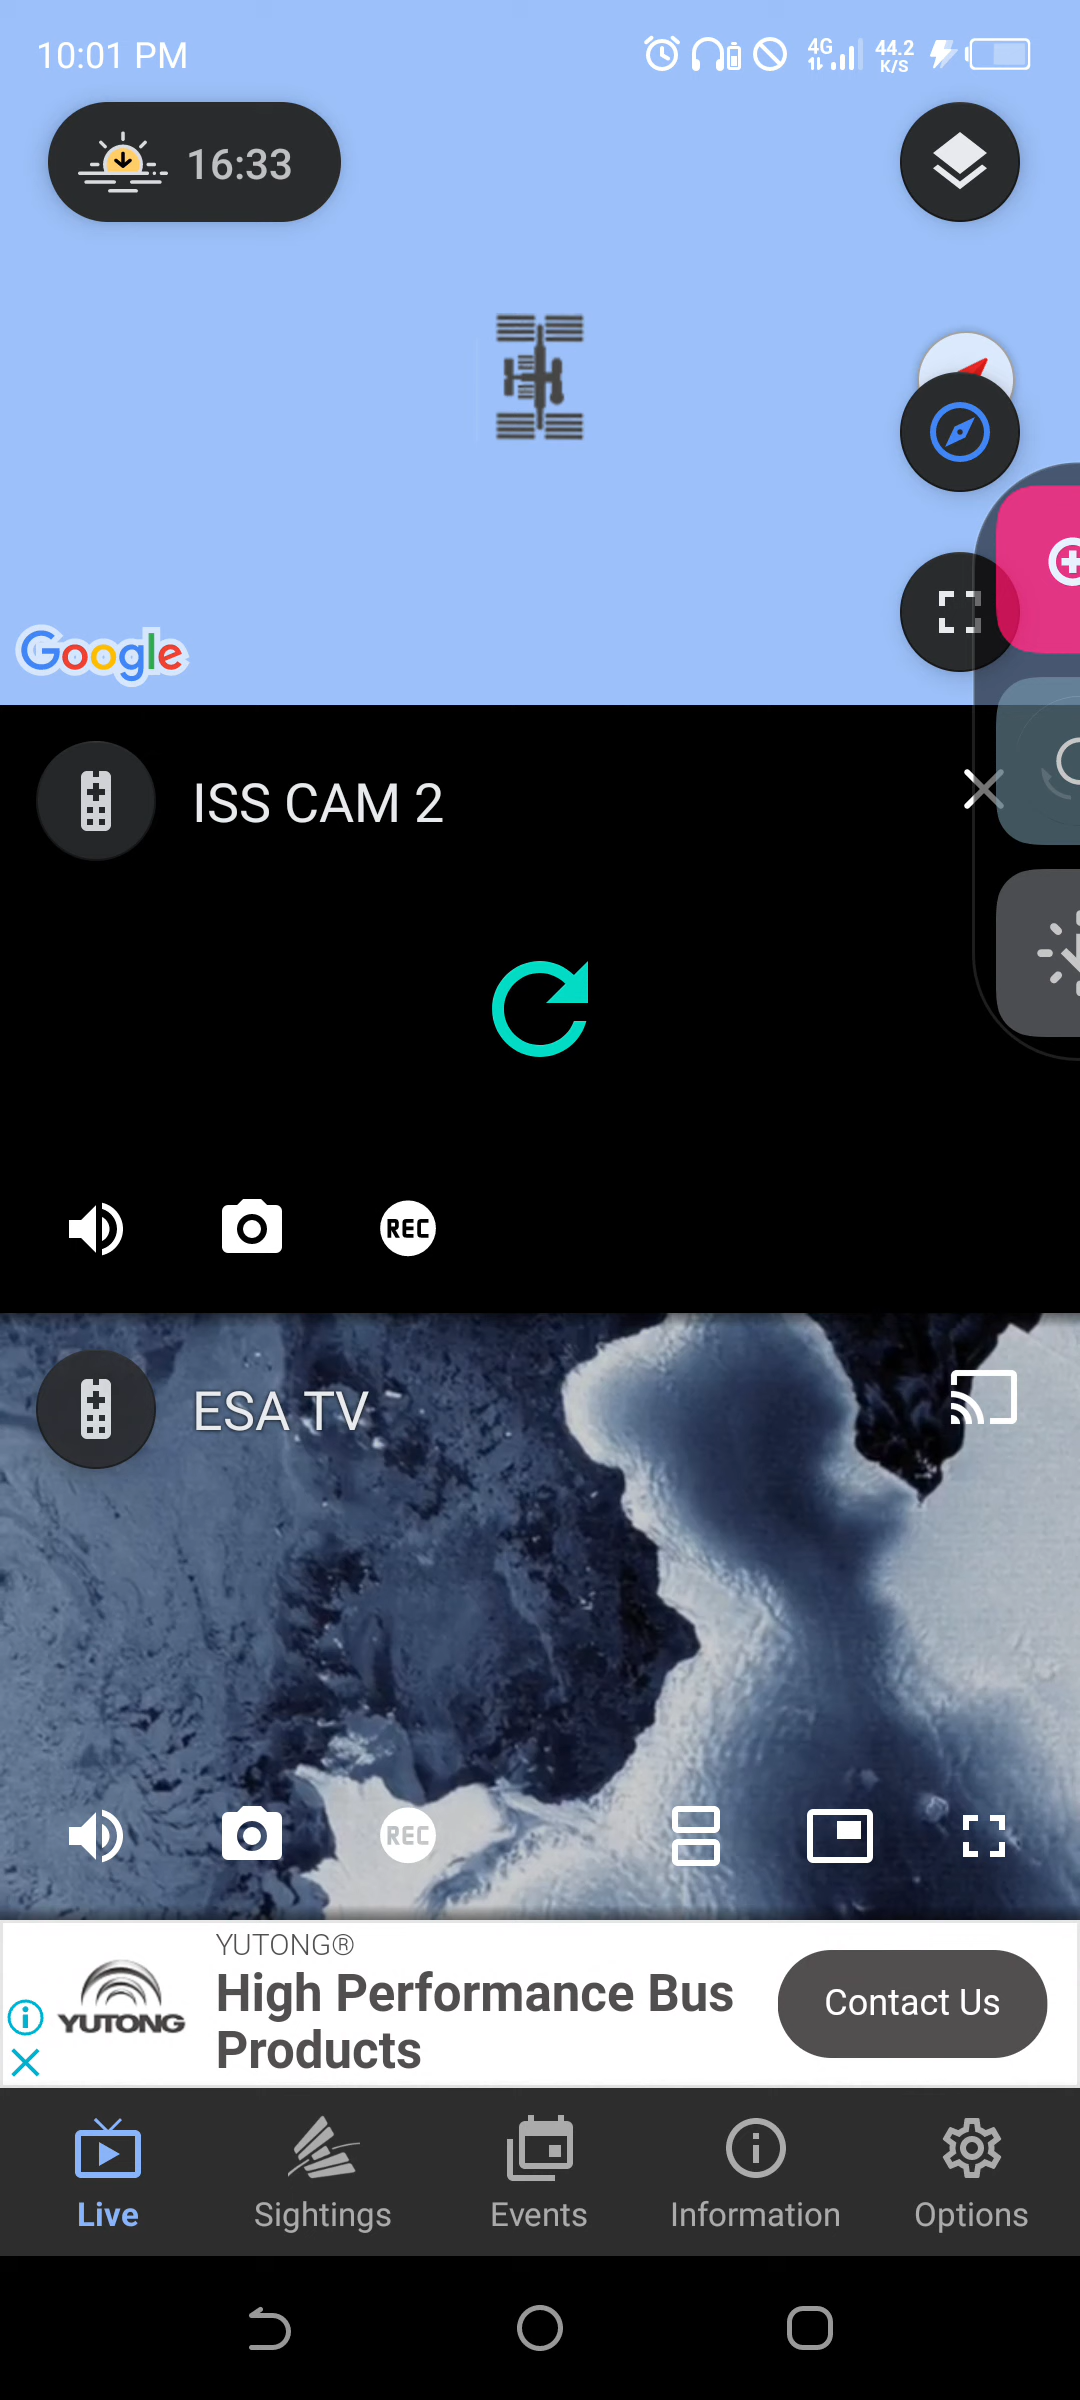 10:01 PM
4G
44.2
K/S
16:33
Google
ISS CAM 2
REC
ESA TV
REC
YUTONG®
High Performance Bus
Products
YUTONG
Contact Us
Live
Sightings
Events
Information
Options